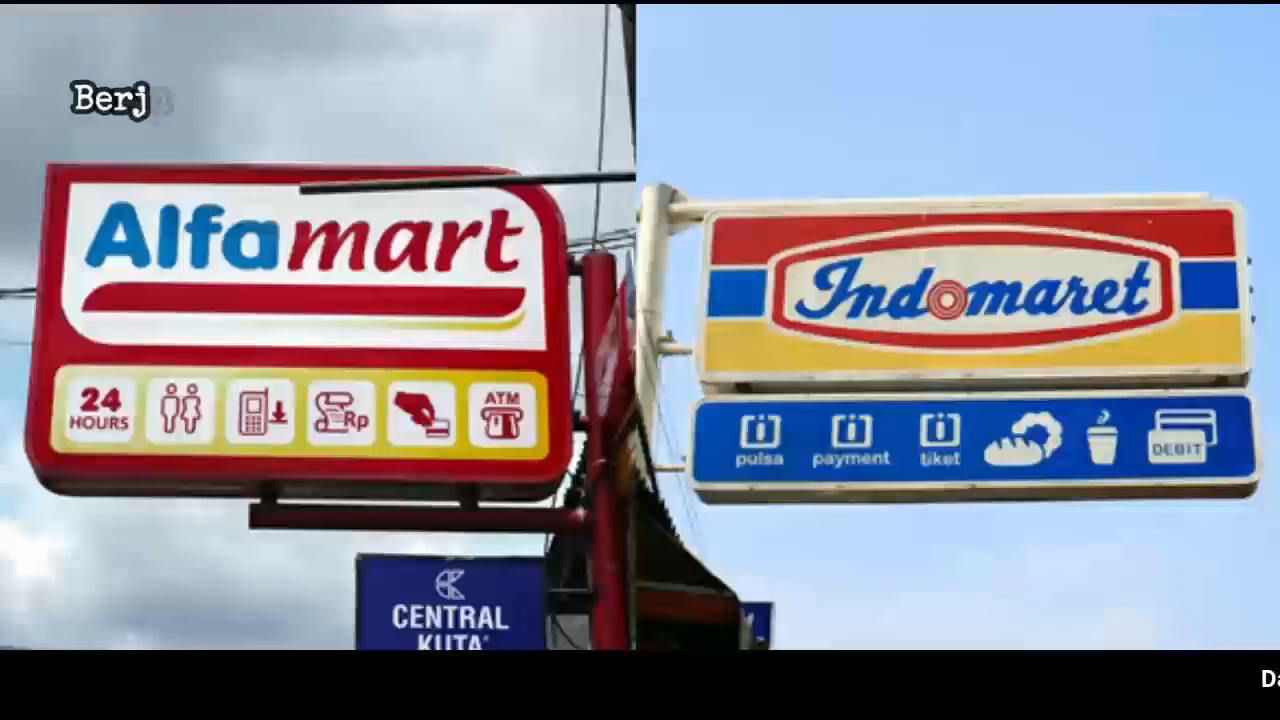 Berj
Alfamart
24
HOURS
Rp
ATM
CENTRAL
KUTA
Indomaret
pulsa
payment
tiket
DEBIT
Da